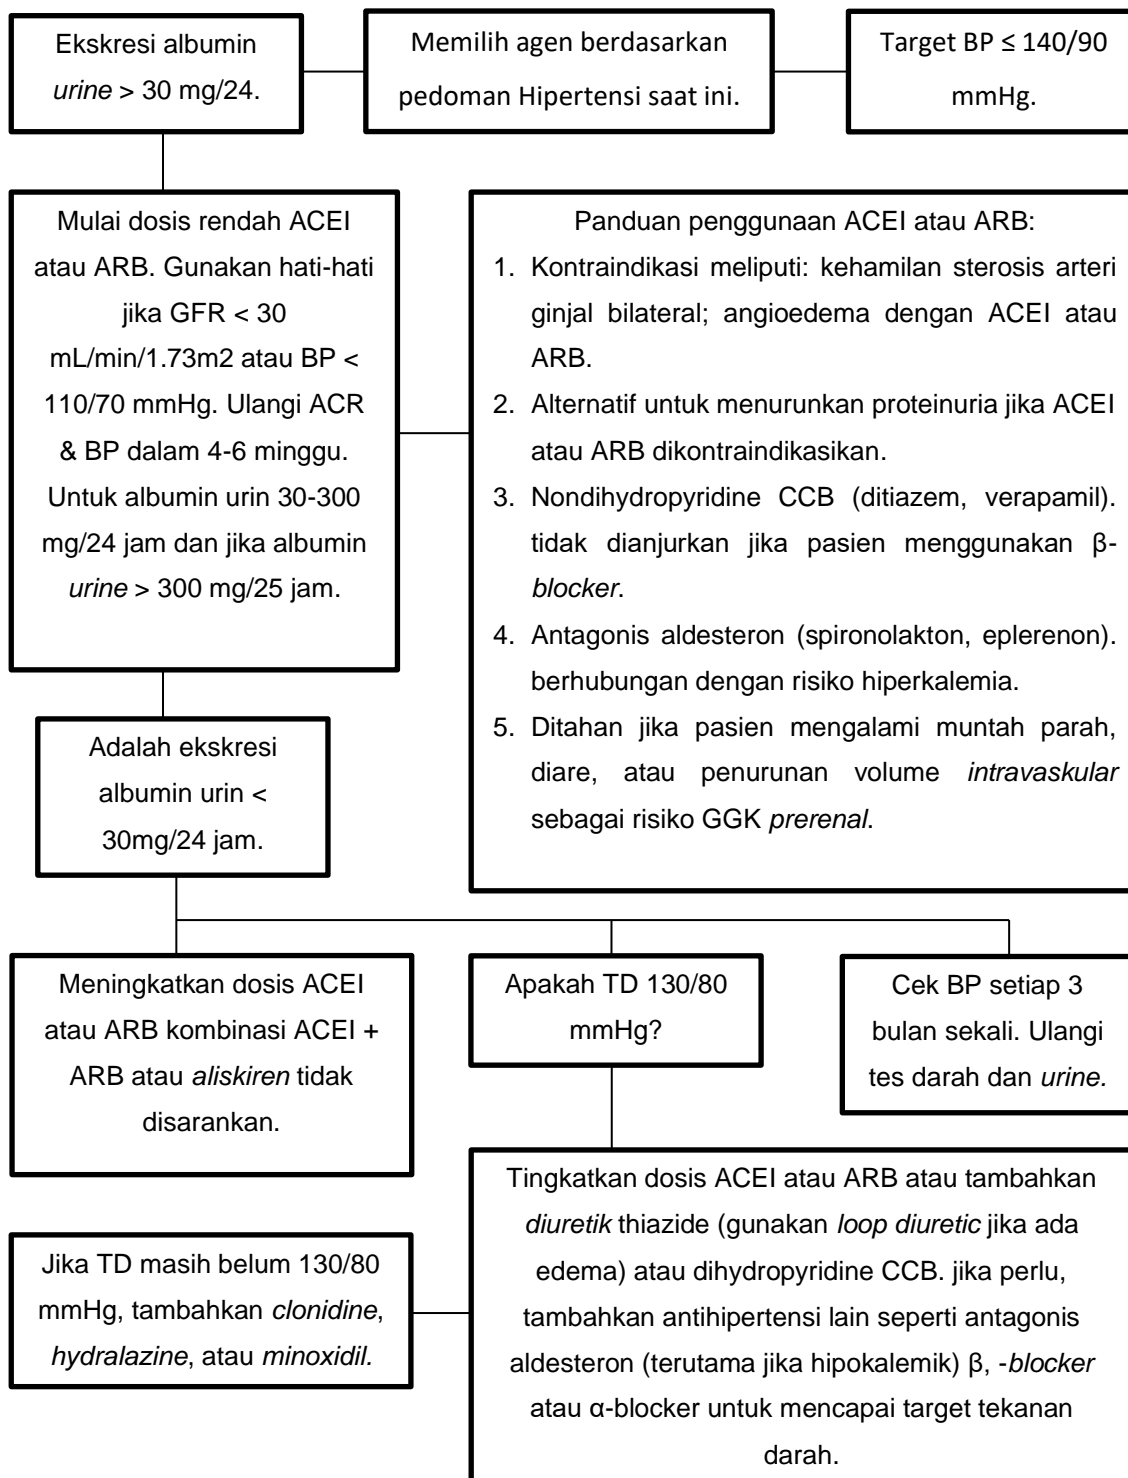 Ekskresi albumin
urine > 30 mg/24.
Memilih agen berdasarkan
pedoman Hipertensi saat ini.
Target BP ≤ 140/90
mmHg.
Mulai dosis rendah ACEI
atau ARB. Gunakan hati-hati
jika GFR < 30
mL/min/1.73m2 atau BP <
110/70 mmHg. Ulangi ACR
& BP dalam 4-6 minggu.
Untuk albumin urin 30-300
mg/24 jam dan jika albumin
urine > 300 mg/25 jam.
Panduan penggunaan ACEI atau ARB:
1. Kontraindikasi meliputi: kehamilan sterosis arteri
ginjal bilateral; angioedema dengan ACEI atau
ARB.
2. Alternatif untuk menurunkan proteinuria jika ACEI
atau ARB dikontraindikasikan.
3. Nondihydropyridine CCB (ditiazem, verapamil).
tidak dianjurkan jika pasien menggunakan β-
blocker.
4. Antagonis aldesteron (spironolakton, eplerenon).
berhubungan dengan risiko hiperkalemia.
5. Ditahan jika pasien mengalami muntah parah,
diare, atau penurunan volume intravaskular
sebagai risiko GGK prerenal.
Adalah ekskresi
albumin urin <
30mg/24 jam.
Meningkatkan dosis ACEI
atau ARB kombinasi ACEI +
ARB atau aliskiren tidak
disarankan.
Apakah TD 130/80
mmHg?
Cek BP setiap 3
bulan sekali. Ulangi
tes darah dan urine.
Tingkatkan dosis ACEI atau ARB atau tambahkan
diuretik thiazide (gunakan loop diuretic jika ada
edema) atau dihydropyridine CCB. jika perlu,
tambahkan antihipertensi lain seperti antagonis
aldesteron (terutama jika hipokalemik) β, -blocker
atau α-blocker untuk mencapai target tekanan
darah.
Jika TD masih belum 130/80
mmHg, tambahkan clonidine,
hydralazine, atau minoxidil.